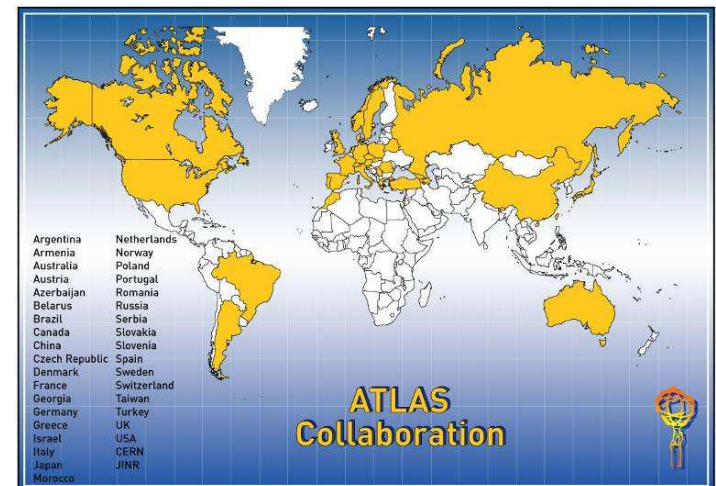 Argentina
Armenia
Australia
Austria
Azerbaijan
Belarus
Brazil
Canada
China
Czech Republic
Denmark
France
Georgia
Germany
Greece
Israel
Italy
Japan
Morocco
Netherlands
Norway
Poland
Portugal
Romania
Russia
Serbia
Slovakia
Slovenia
Spain
Sweden
Switzerland
Taiwan
Turkey
UK
USA
CERN
JINR
ATLAS
Collaboration